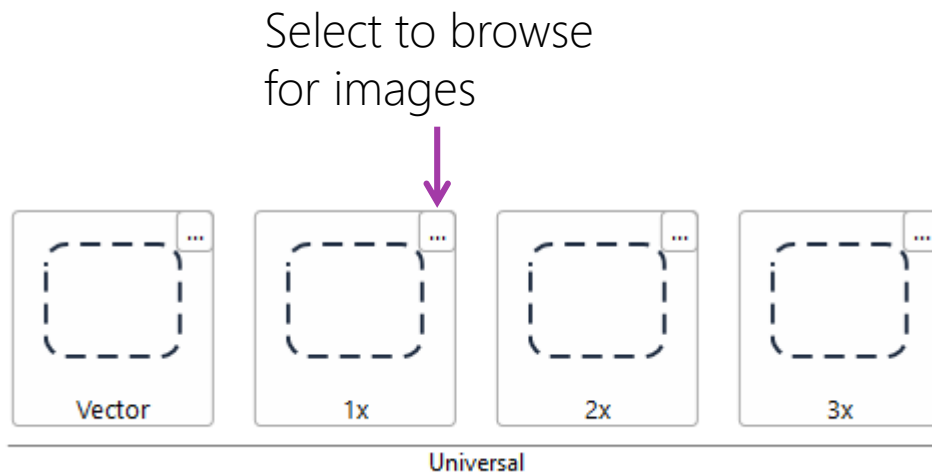 Select to browse
for images
... ... ... ...
Vector 1x 2x 3x
Universal